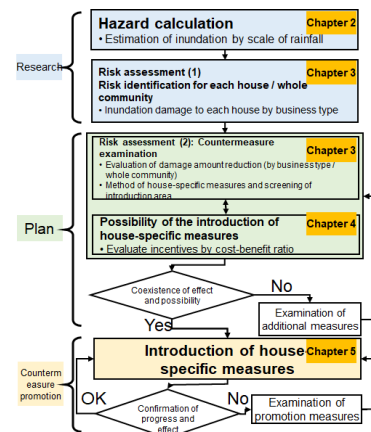 Hazard calculation
Chapter 2
• Estimation of inundation by scale of rainfall
Research
Risk assessment (1)
Chapter 3
Risk identification for each house / whole
community
• Inundation damage to each house by business type
Risk assessment (2): Countermeasure
Chapter 3
examination
• Evaluation of damage amount reduction (by business type /
whole community)
• Method of house-specific measures and screening of
introduction area
Plan
Possibility of the introduction of
Chapter 4
house-specific measures
• Evaluate incentives by cost-benefit ratio
Coexistence of effect
and possibility
No
Yes
Examination of
additional measures
Counterm
easure
promotion
Introduction of house-
Chapter 5
specific measures
OK
Confirmation of
progress and
effect
No
Examination of
promotion measures